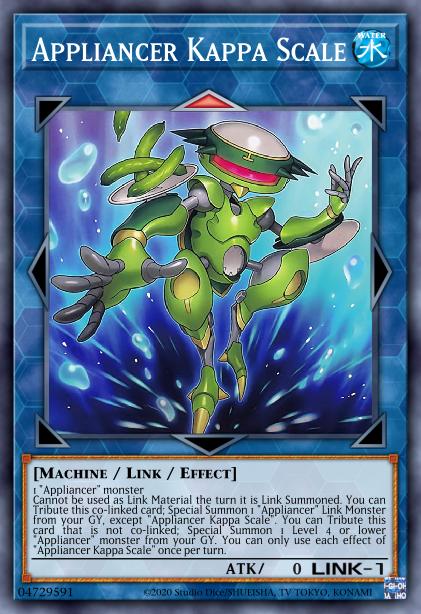 APPLIANCER KAPPA SCALE
WATER
水
[MACHINE / LINK / EFFECT]
1 "Appliancer" monster
Cannot be used as Link Material the turn it is Link Summoned. You can
Tribute this co-linked card; Special Summon 1 "Appliancer" Link Monster
from your GY, except "Appliancer Kappa Scale". You can Tribute this
card that is not co-linked; Special Summon 1 Level 4 or lower
"Appliancer" monster from your GY. You can only use each effect of
"Appliancer Kappa Scale" once per turn.
ATK/ 0 LINK-1
04729591 ©2020 Studio Dice/SHUEISHA, TV TOKYO, KONAMI